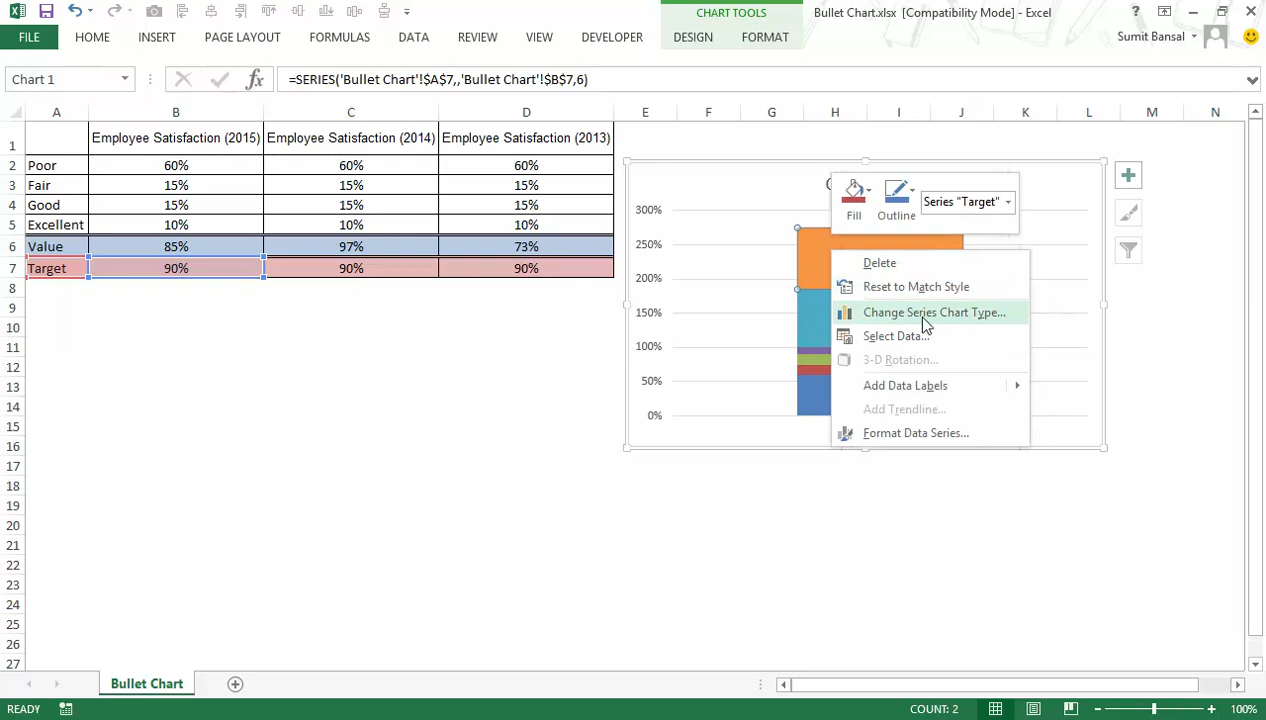 CHART TOOLS
Bullet Chart.xlsx [Compatibility Mode] - Excel
?
FILE HOME INSERT PAGE LAYOUT FORMULAS DATA REVIEW VIEW DEVELOPER DESIGN FORMAT Sumit Bansal
Chart 1 fx =SERIES('Bullet Chart'!$A$7,,'Bullet Chart'!$B$7,6)
A B C D E F G H I J K L M N
1 Employee Satisfaction (2015) Employee Satisfaction (2014) Employee Satisfaction (2013)
2 Poor 60% 60% 60%
3 Fair 15% 15% 15%
4 Good 15% 15% 15%
5 Excellent 10% 10% 10%
6 Value 85% 97% 73%
7 Target 90% 90% 90%
8
9
10
11
12
13
14
15
16
17
18
19
20
21
22
23
24
25
26
27
300%
250%
200%
150%
100%
50%
0%
Series "Target"
Fill Outline
Delete
Reset to Match Style
Change Series Chart Type...
Select Data...
3-D Rotation...
Add Data Labels
Add Trendline...
Format Data Series...
Bullet Chart
READY COUNT: 2 100%